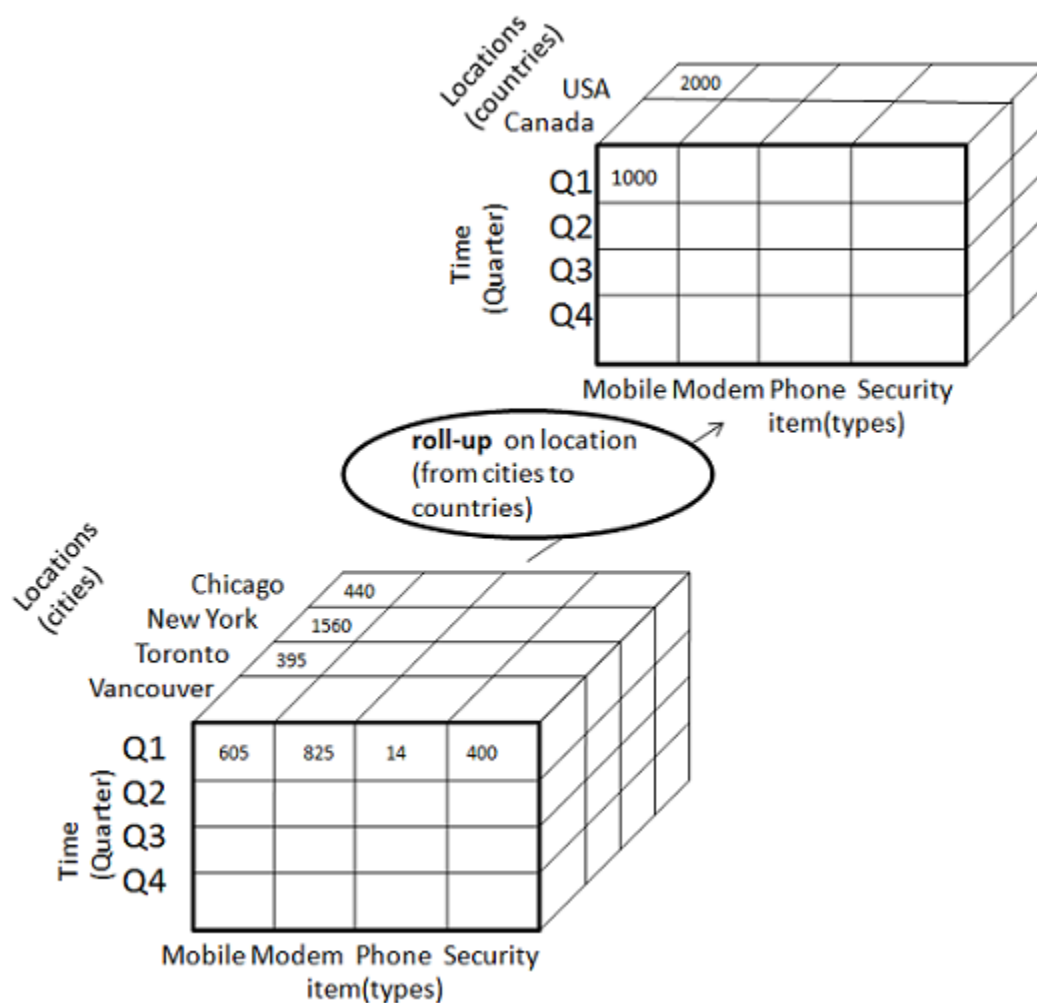 Locations
(countries)
USA
2000
Canada
Q1
1000
Q2
Q3
Q4
Time
(Quarter)
Mobile Modem Phone Security
item(types)
roll-up on location
(from cities to
countries)
Locations
(cities)
Chicago
440
New York
1560
Toronto
395
Vancouver
Q1
605 825 14 400
Q2
Q3
Q4
Time
(Quarter)
Mobile Modem Phone Security
item(types)